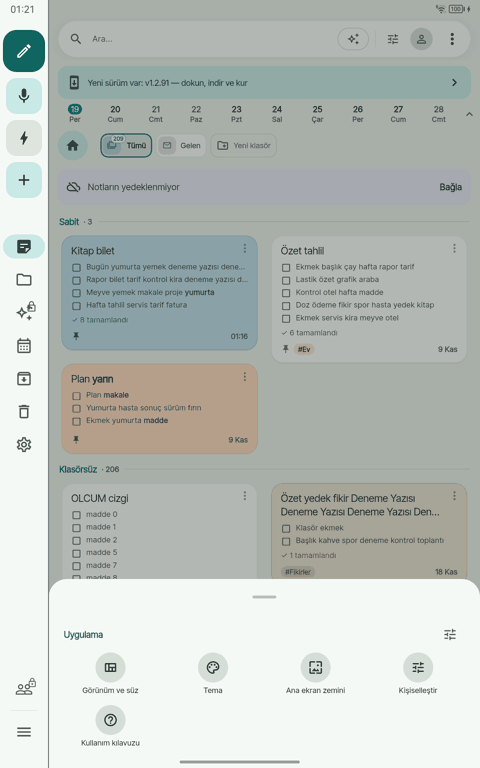 01:21
100
Ara...
Yeni sürüm var: v1.2.91 — dokun, indir ve kur
19 20 21 22 23 24 25 26 27 28
Per Cum Cmt Paz Pzt Sal Çar Per Cum Cmt
209
Tümü
Gelen
Yeni klasör
Notların yedeklenmiyor
Bağla
Sabit · 3
Kitap bilet
Bugün yumurta yemek deneme yazısı dene...
Rapor bilet tarif kontrol kira deneme yazısı d...
Meyve yemek makale proje yumurta
Hafta tahlil servis tarif fatura
8 tamamlandı
01:16
Özet tahlil
Ekmek başlık çay hafta rapor tarif
Lastik özet grafik araba
Kontrol otel hafta madde
Doz ödeme fikir spor hasta yedek kitap
Ekmek servis kira meyve otel
6 tamamlandı
#Ev
9 Kas
Plan yarın
Plan makale
Yumurta hasta sonuç sürüm fırın
Ekmek yumurta madde
9 Kas
Klasörsüz · 206
OLCUM cizgi
madde 0
madde 1
madde 2
madde 5
madde 7
madde 8
Özet yedek fikir Deneme Yazısı
Deneme Yazısı Deneme Yazısı Den...
Klasör ekmek
Başlık kahve spor deneme kontrol toplantı
1 tamamlandı
#Fikirler
18 Kas
Uygulama
Görünüm ve süz
Tema
Ana ekran zemini
Kişiselleştir
Kullanım kılavuzu